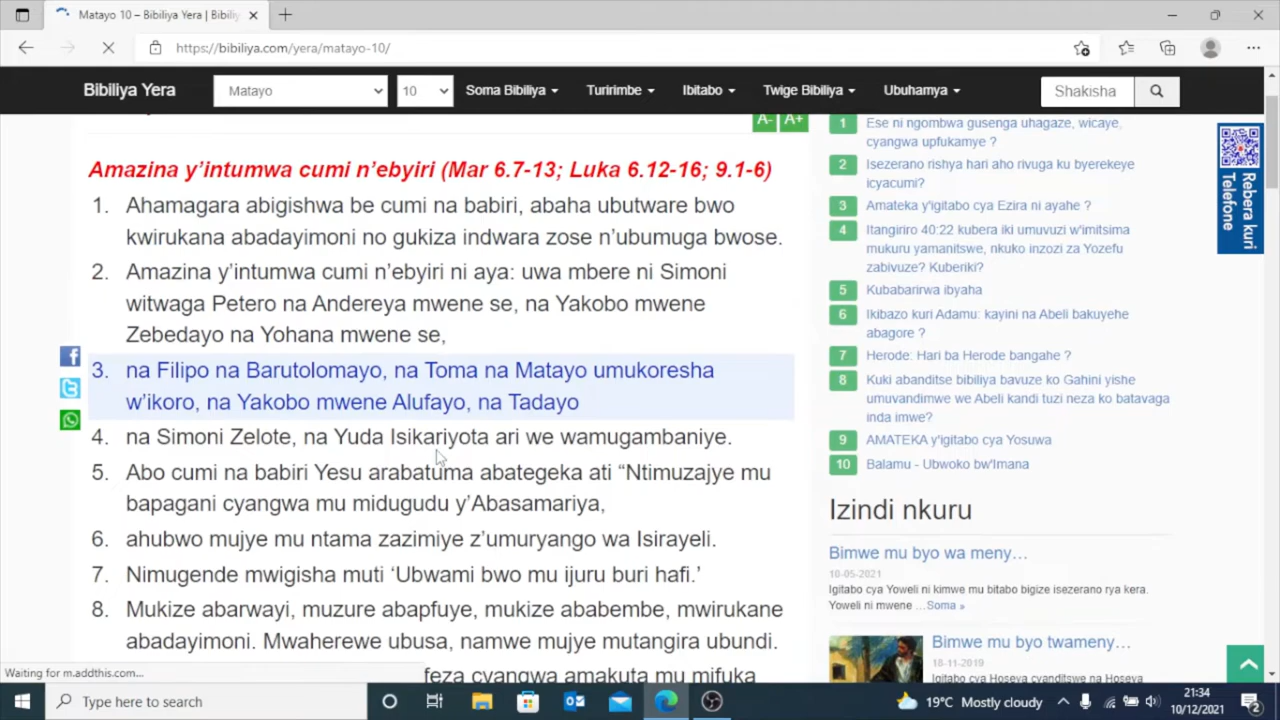 Matayo 10 – Bibiliya Yera | Bibiliy
https://bibiliya.com/yera/matayo-10/
Bibiliya Yera
Matayo
10
Soma Bibiliya
Turirimbe
Ibitabo
Twige Bibiliya
Ubuhamya
Shakisha
A- A+
Amazina y’intumwa cumi n’ebyiri (Mar 6.7-13; Luka 6.12-16; 9.1-6)
1. Ahamagara abigishwa be cumi na babiri, abaha ubutware bwo
kwirukana abadayimoni no gukiza indwara zose n’ubumuga bwose.
2. Amazina y’intumwa cumi n’ebyiri ni aya: uwa mbere ni Simoni
witwaga Petero na Andereya mwene se, na Yakobo mwene
Zebedayo na Yohana mwene se,
3. na Filipo na Barutolomayo, na Toma na Matayo umukoresha
w’ikoro, na Yakobo mwene Alufayo, na Tadayo
4. na Simoni Zelote, na Yuda Isikariyota ari we wamugambaniye.
5. Abo cumi na babiri Yesu arabatuma abategeka ati “Ntimuzajye mu
bapagani cyangwa mu midugudu y’Abasamariya,
6. ahubwo mujye mu ntama zazimiye z’umuryango wa Isirayeli.
7. Nimugende mwigisha muti ‘Ubwami bwo mu ijuru buri hafi.’
8. Mukize abarwayi, muzure abapfuye, mukize ababembe, mwirukane
abadayimoni. Mwaherewe ubusa, namwe mujye mutangira ubundi.
feza cyangwa amakuta mu mifuka
1 Ese ni ngombwa gusenga uhagaze, wicaye,
cyangwa upfukamye ?
2 Isezerano rishya hari aho rivuga ku byerekeye
icyacumi?
3 Amateka y'igitabo cya Ezira ni ayahe ?
4 Itangiriro 40:22 kubera iki umuvuzi w'imitsima
mukuru yamanitswe, nkuko inzozi za Yozefu
zabivuze? Kuberiki?
5 Kubabarirwa ibyaha
6 Ikibazo kuri Adamu: kayini na Abeli bakuyehe
abagore ?
7 Herode: Hari ba Herode bangahe ?
8 Kuki abanditse bibiliya bavuze ko Gahini yishe
umuvandimwe we Abeli kandi tuzi neza ko batavaga
inda imwe?
9 AMATEKA y'igitabo cya Yosuwa
10 Balamu - Ubwoko bw'Imana
Izindi nkuru
Bimwe mu byo wa meny…
10-05-2021
Igitabo cya Yoweli ni kimwe mu bitabo bigize isezerano rya kera.
Yoweli ni mwene …Soma »
Bimwe mu byo twameny…
18-11-2019
Igitabo cya Hoseya cyanditswe na Hoseya
Rebera kuri
Telefone
Waiting for m.addthis.com...
Type here to search
19°C Mostly cloudy
21:34
10/12/2021
2